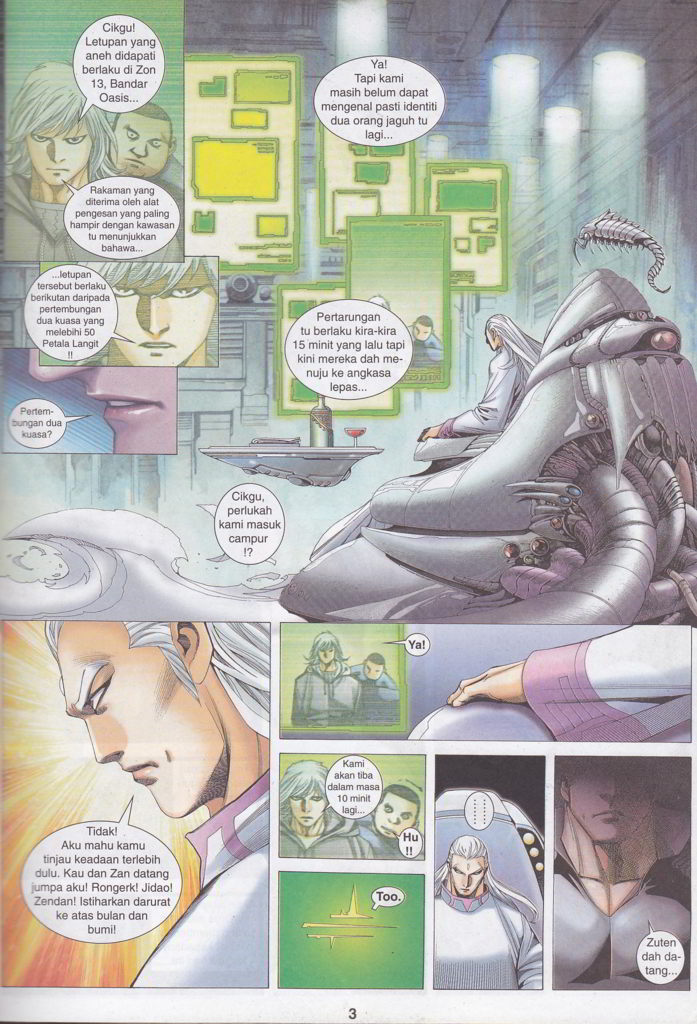 Cikgu!
Letupan yang
aneh didapati
berlaku di Zon
13, Bandar
Oasis...
Rakaman yang
diterima oleh alat
pengesan yang paling
hampir dengan kawasan
tu menunjukkan
bahawa...
...letupan
tersebut berlaku
berikutan daripada
pertembungan
dua kuasa yang
melebihi 50
Petala Langit
!!
Pertem-
bungan dua
kuasa?
Ya!
Tapi kami
masih belum dapat
mengenal pasti identiti
dua orang jaguh tu
lagi...
Pertarungan
tu berlaku kira-kira
15 minit yang lalu tapi
kini mereka dah me-
nuju ke angkasa
lepas...
Cikgu,
perlukah
kami masuk
campur
!?
Tidak!
Aku mahu kamu
tinjau keadaan terlebih
dulu. Kau dan Zan datang
jumpa aku! Rongerk! Jidao!
Zendan! Istiharkan darurat
ke atas bulan dan
bumi!
Ya!
Kami
akan tiba
dalam masa
10 minit
lagi...
Hu
!!
Too.
......
Zuten
dah da-
tang...
3